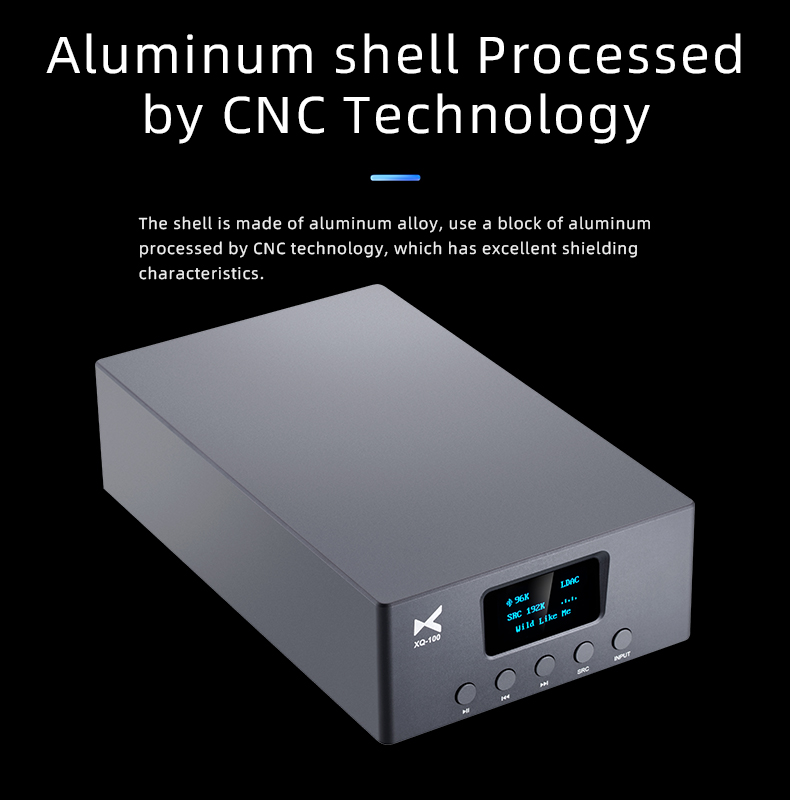 Aluminum shell Processed
by CNC Technology
The shell is made of aluminum alloy, use a block of aluminum
processed by CNC technology, which has excellent shielding
characteristics.
96K LDAC
SRC 192K
Wild Like Me
XQ-100
SRC
INPUT